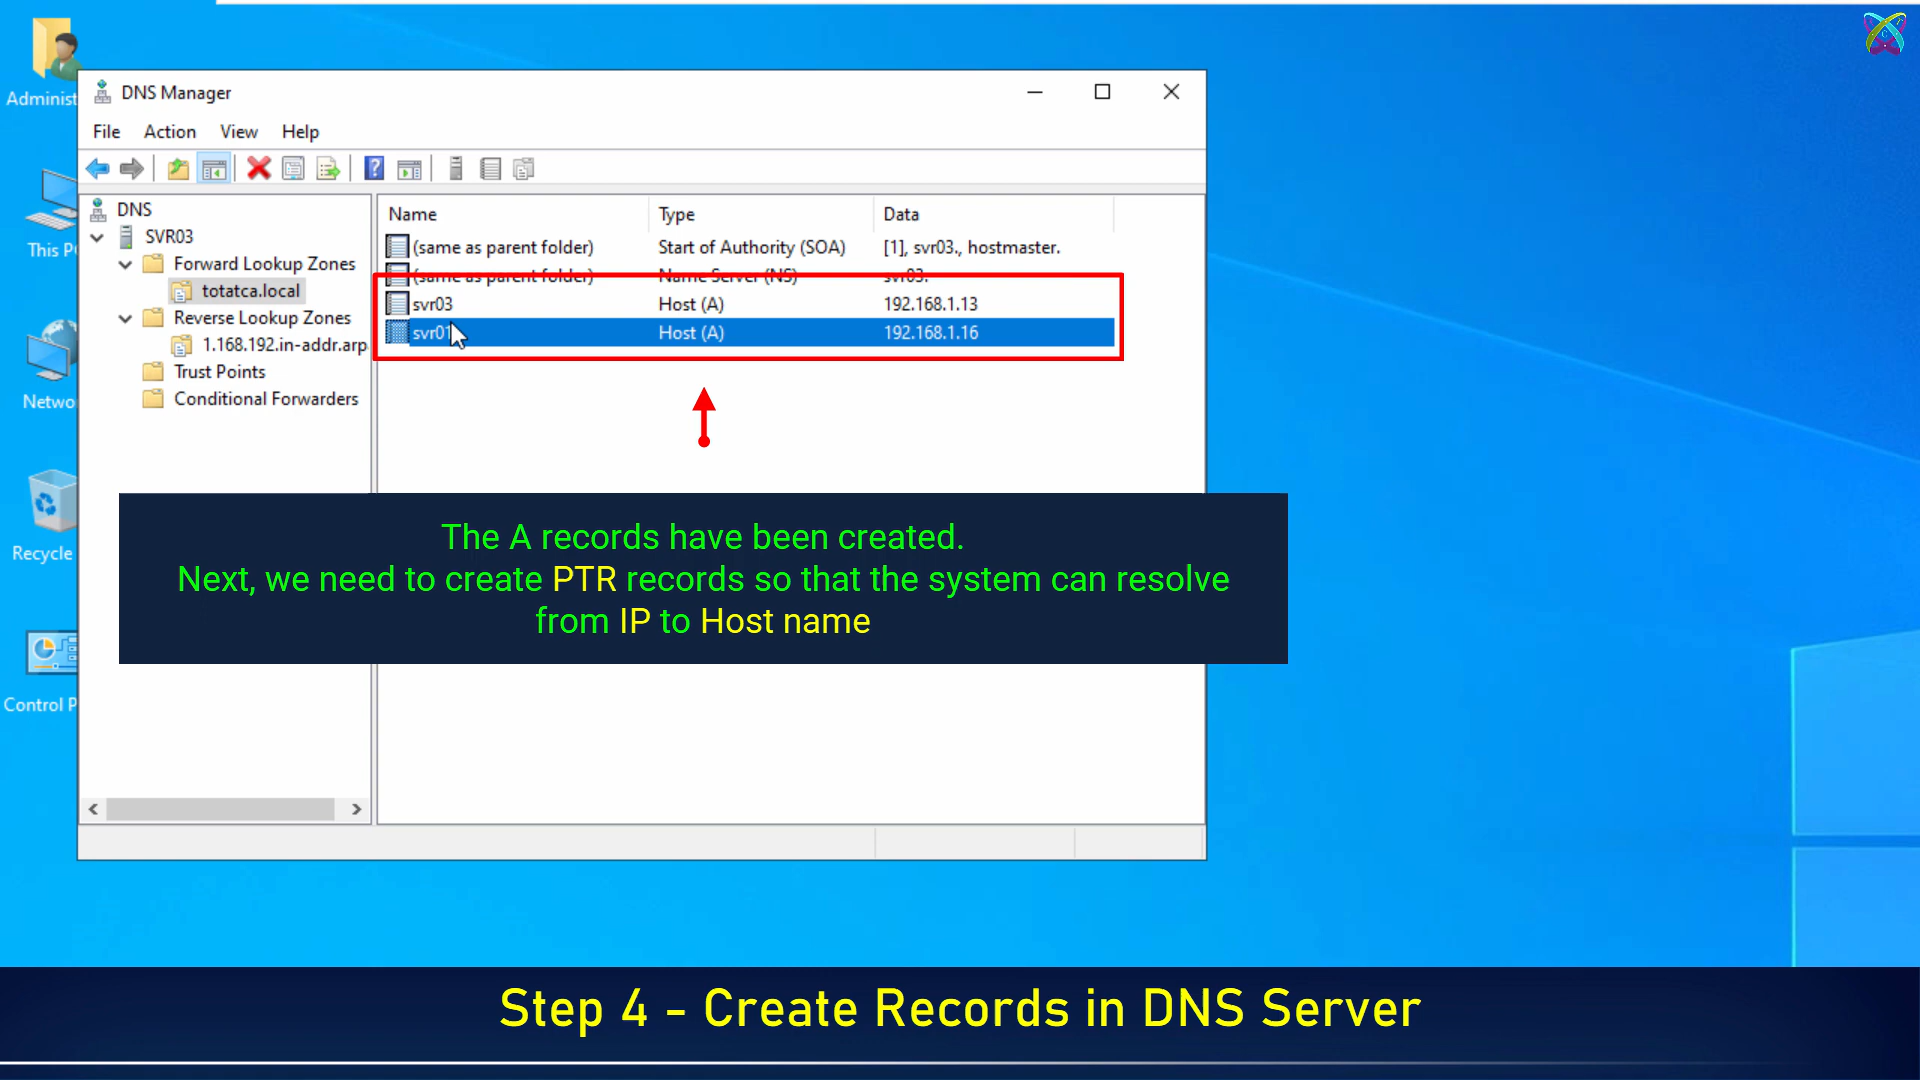 Administ
This P
Netwo
Recycle
Control P
DNS Manager
File Action View Help
DNS
SVR03
Forward Lookup Zones
totatca.local
Reverse Lookup Zones
1.168.192.in-addr.arp
Trust Points
Conditional Forwarders
Name Type Data
(same as parent folder) Start of Authority (SOA) [1], svr03., hostmaster.
(same as parent folder) Name Server (NS) svr03.
svr03 Host (A) 192.168.1.13
svr01 Host (A) 192.168.1.16
The A records have been created.
Next, we need to create PTR records so that the system can resolve
from IP to Host name
Step 4 - Create Records in DNS Server